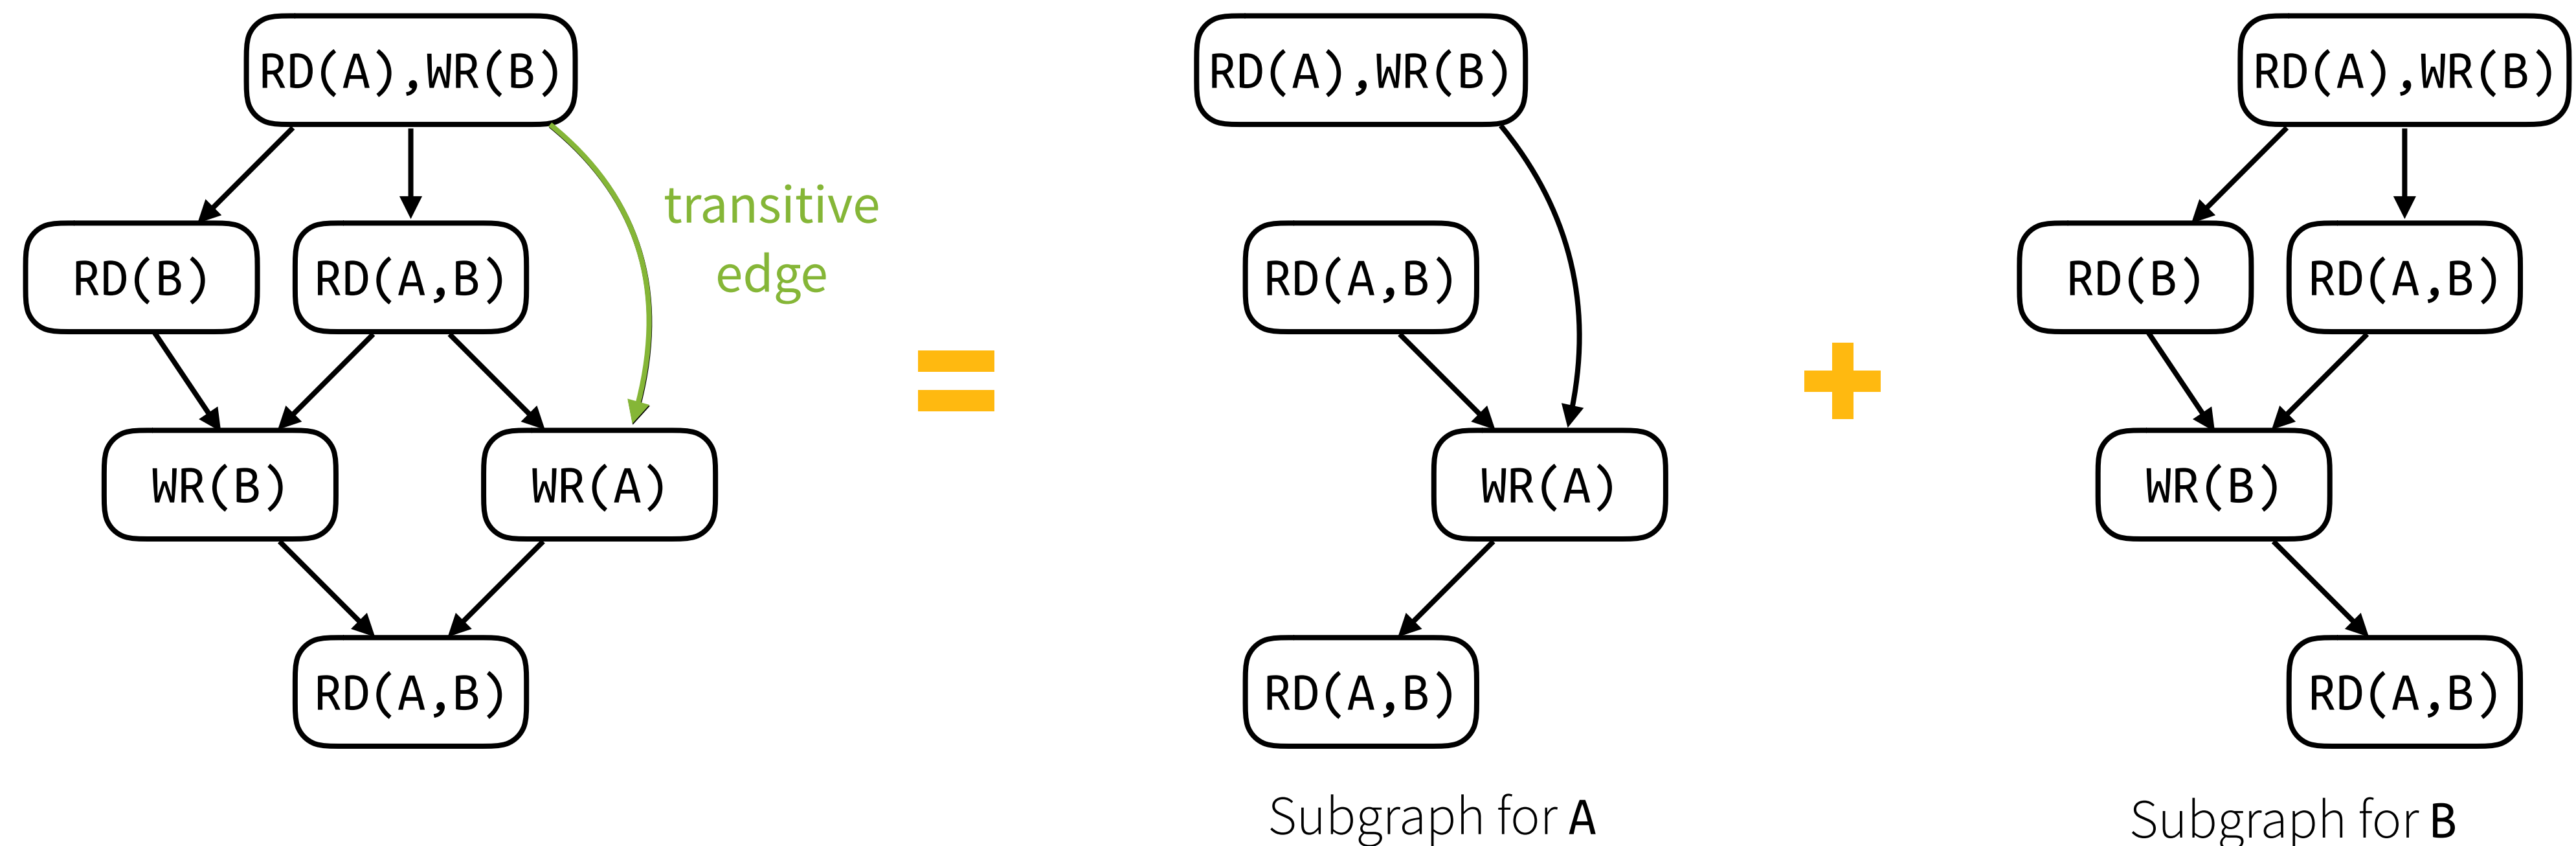 RD(A),WR(B)
transitive
edge
RD(B)
RD(A,B)
WR(B)
WR(A)
RD(A,B)
=
RD(A),WR(B)
RD(A,B)
WR(A)
RD(A,B)
Subgraph for A
+
RD(A),WR(B)
RD(B)
RD(A,B)
WR(B)
RD(A,B)
Subgraph for B